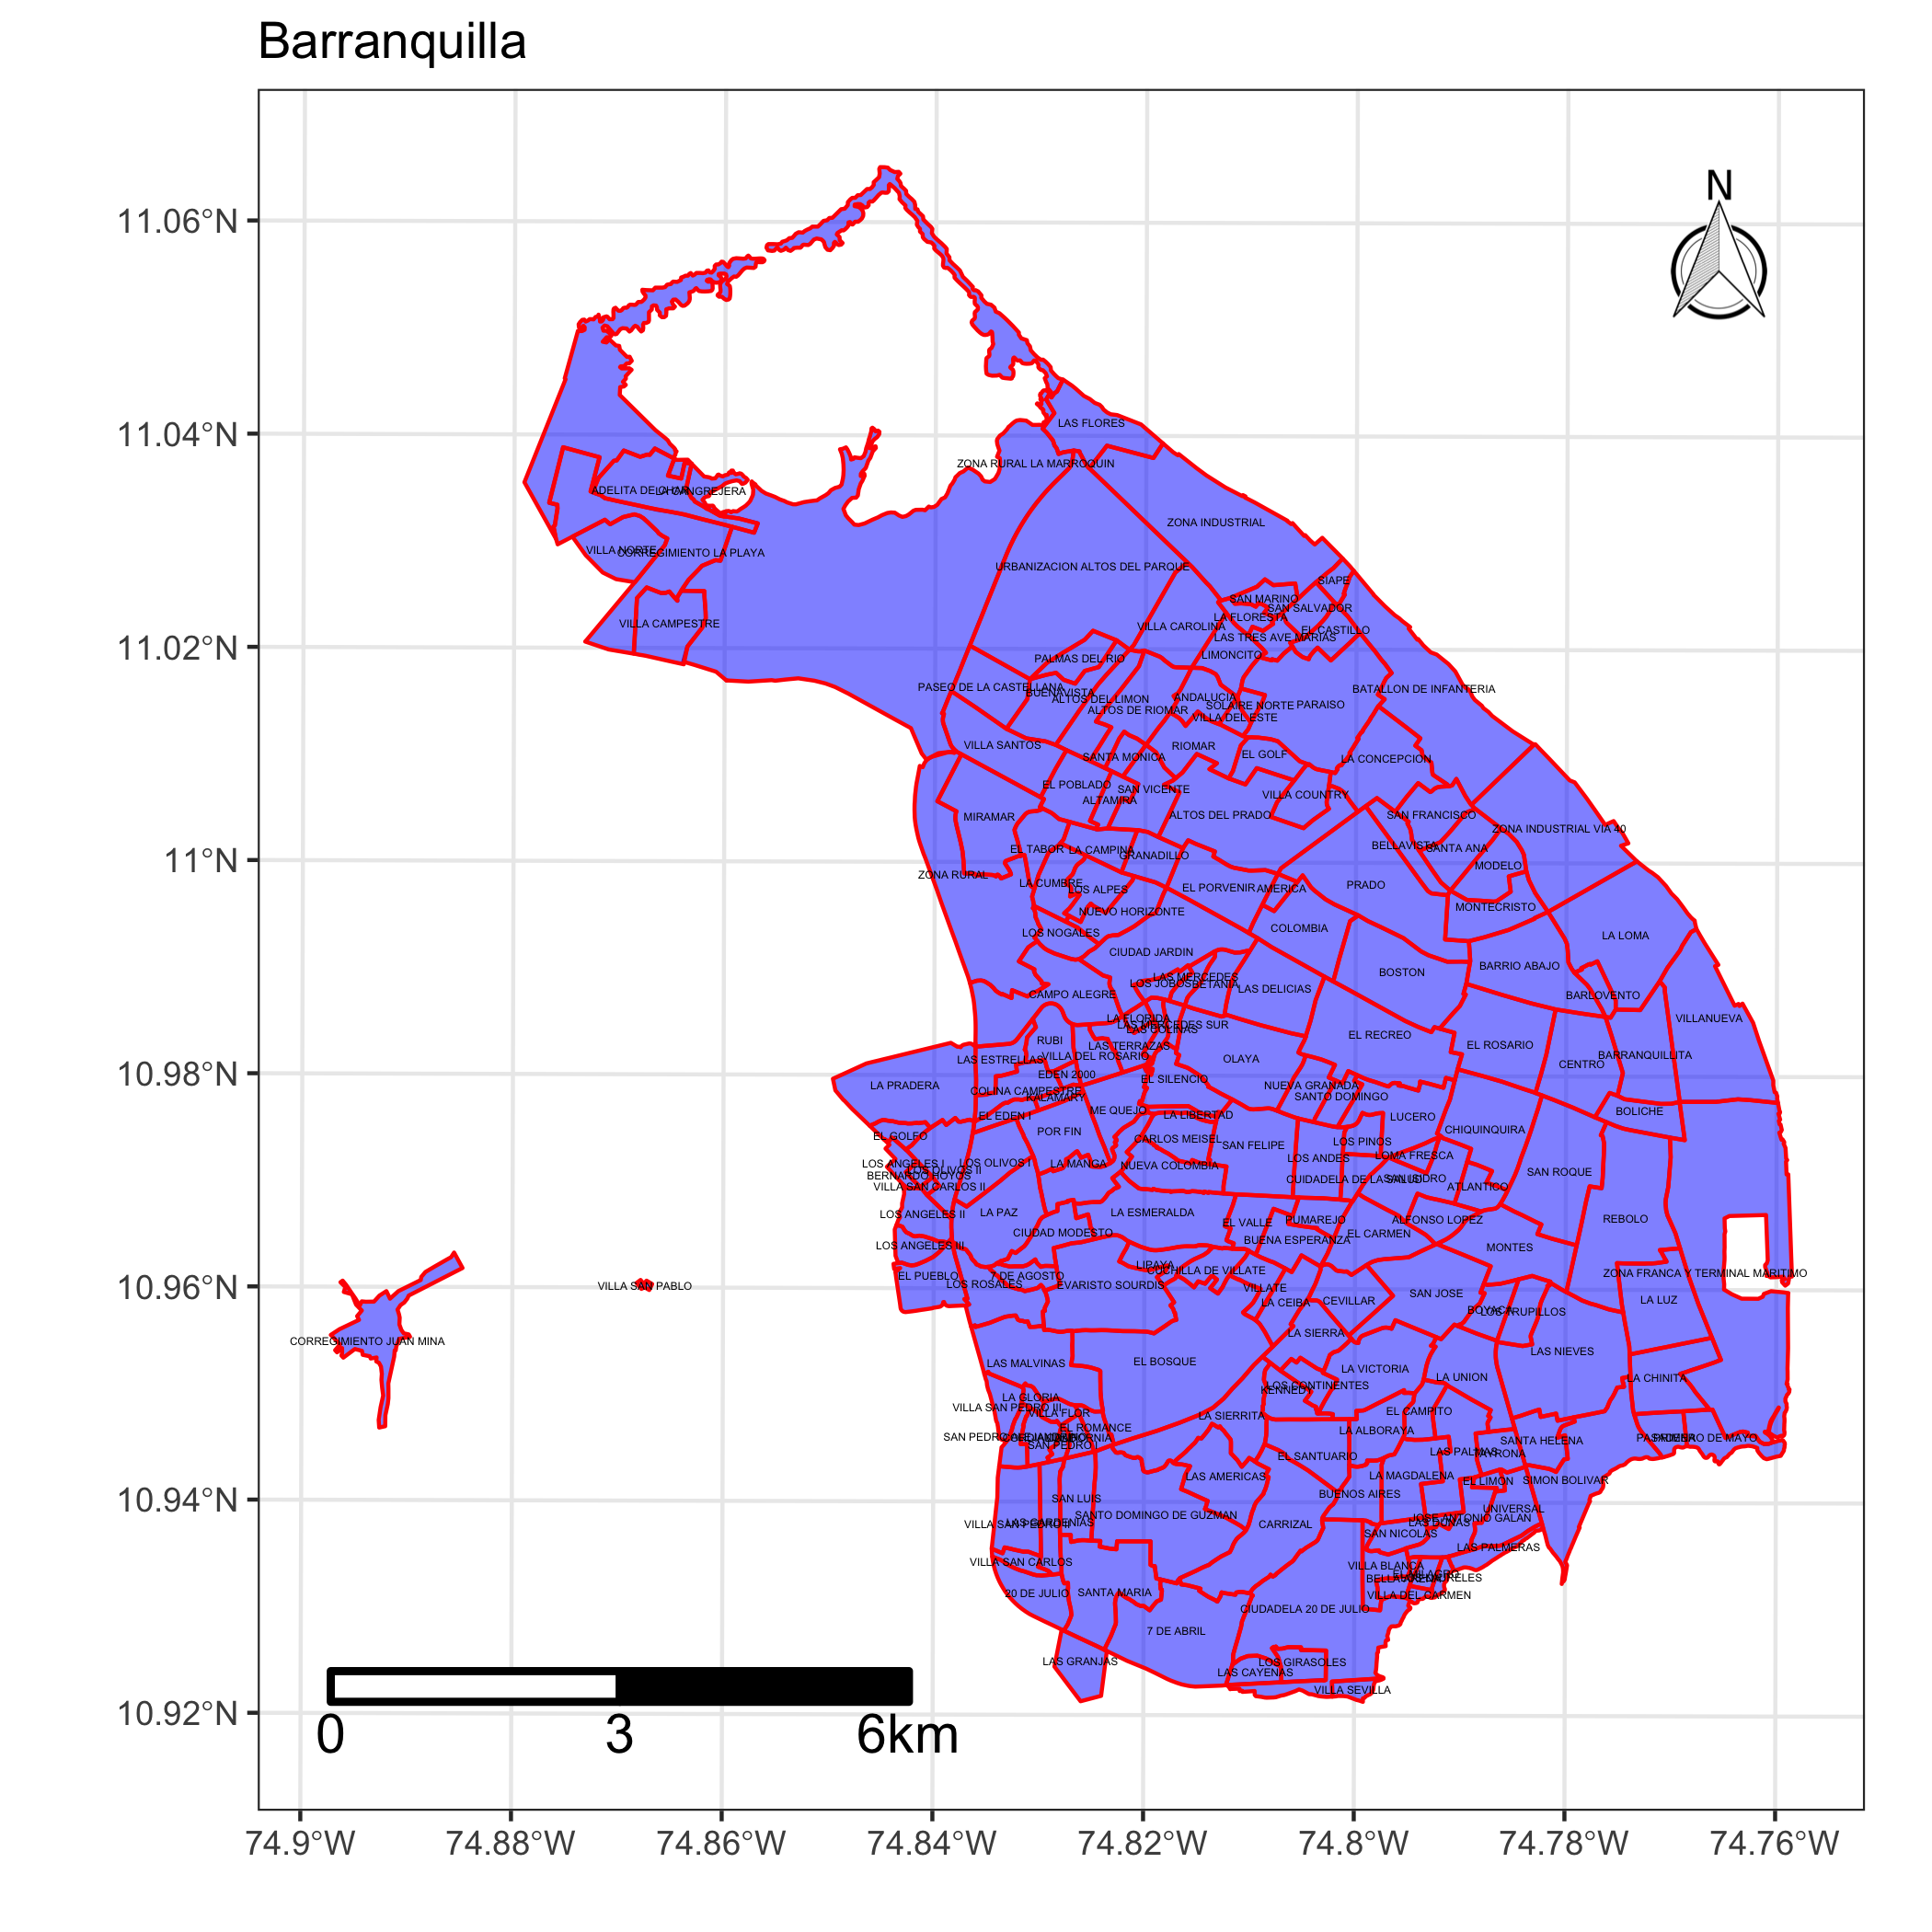 Barranquilla
N
11.06°N
11.04°N
11.02°N
11°N
10.98°N
10.96°N
10.94°N
10.92°N
LAS FLORES
ZONA RURAL LA MARROQUIN
LA CANGREJERA
ZONA INDUSTRIAL
VILLA NORTE
CORREGIMIENTO LA PLAYA
URBANIZACION ALTOS DEL PARQUE
SIAPE
SAN MARINO
SAN SALVADOR
LA FLORESTA
VILLA CAMPESTRE
VILLA CAROLINA
EL CASTILLO
LAS TRES AVE MARIAS
LIMONCITO
PALMAS DEL RIO
PASEO DE LA CASTELLANA
BUENAVISTA
ALTOS DEL LIMON
ANDALUCIA
BATALLON DE INFANTERIA
ALTOS DE RIOMAR
SOLAIRE NORTE
PARAISO
VILLA DEL ESTE
VILLA SANTOS
RIOMAR
SANTA MONICA
EL GOLF
LA CONCEPCION
EL POBLADO
SAN VICENTE
VILLA COUNTRY
ALTAMIRA
MIRAMAR
ALTOS DEL PRADO
SAN FRANCISCO
ZONA INDUSTRIAL VIA 40
EL TABOR
LA CAMPINA
GRANADILLO
BELLAVISTA
SANTA ANA
MODELO
ZONA RURAL
LA CUMBRE
LOS ALPES
EL PORVENIR
AMERICA
PRADO
NUEVO HORIZONTE
MONTECRISTO
LOS NOGALES
COLOMBIA
LA LOMA
CIUDAD JARDIN
BARRIO ABAJO
BOSTON
LAS MERCEDES
LOS JOBOS
BETANIA
LAS DELICIAS
CAMPO ALEGRE
BARLOVENTO
LA FLORIDA
LAS MERCEDES SUR
LAS COLINAS
VILLANUEVA
RUBI
LAS TERRAZAS
EL RECREO
EL ROSARIO
LAS ESTRELLAS
VILLA DEL ROSARIO
OLAYA
CENTRO
BARRANQUILLITA
EDEN 2000
EL SILENCIO
LA PRADERA
COLINA CAMPESTRE
KALAMARY
NUEVA GRANADA
SANTO DOMINGO
EL EDEN I
ME QUEJO
LA LIBERTAD
LUCERO
BOLICHE
EL GOLFO
POR FIN
CARLOS MEISEL
SAN FELIPE
LOS PINOS
CHIQUINQUIRA
LOS ANGELES I
LOS OLIVOS II
LOS OLIVOS I
LA MANGA
NUEVA COLOMBIA
LOS ANDES
LOMA FRESCA
SAN ROQUE
BERNARDO HOYOS
VILLA SAN CARLOS II
CUIDADELA DE LA SALUD
SAN ISIDRO
ATLANTICO
LOS ANGELES II
LA PAZ
LA ESMERALDA
EL VALLE
PUMAREJO
ALFONSO LOPEZ
REBOLO
CIUDAD MODESTO
BUENA ESPERANZA
EL CARMEN
LOS ANGELES III
MONTES
LIPAYA
CUCHILLA DE VILLATE
ZONA FRANCA Y TERMINAL MARITIMO
EL PUEBLO
LOS ROSALES
DE AGOSTO
EVARISTO SOURDIS
VILLATE
VILLA SAN PABLO
LA CEIBA
CEVILLAR
SAN JOSE
LA LUZ
BOYACA
LOS TRUPILLOS
CORREGIMIENTO JUAN MINA
LA SIERRA
LAS NIEVES
LAS MALVINAS
EL BOSQUE
LA VICTORIA
LA UNION
LA CHINITA
LOS CONTINENTES
KENNEDY
LA GLORIA
VILLA SAN PEDRO III
VILLA FLOR
LA SIERRITA
EL CAMPITO
EL ROMANCE
LA ALBORAYA
SAN PEDRO I
SANTA HELENA
PRIMERO DE MAYO
EL SANTUARIO
LAS PALMAS
TAYRONA
LAS AMERICAS
LA MAGDALENA
EL LIMON
SIMON BOLIVAR
SAN LUIS
BUENOS AIRES
SANTO DOMINGO DE GUZMAN
UNIVERSAL
JOSE ANTONIO GALAN
VILLA SAN PEDRO II
LAS GARDENIAS
CARRIZAL
LAS DUNAS
SAN NICOLAS
LAS PALMERAS
VILLA SAN CARLOS
VILLA BLANCA
EL MILAGRO
20 DE JULIO
SANTA MARIA
VILLA DEL CARMEN
CIUDADELA 20 DE JULIO
7 DE ABRIL
LAS GRANJAS
LOS GIRASOLES
LAS CAYENAS
VILLA SEVILLA
0
3
6km
74.9°W
74.88°W
74.86°W
74.84°W
74.82°W
74.8°W
74.78°W
74.76°W